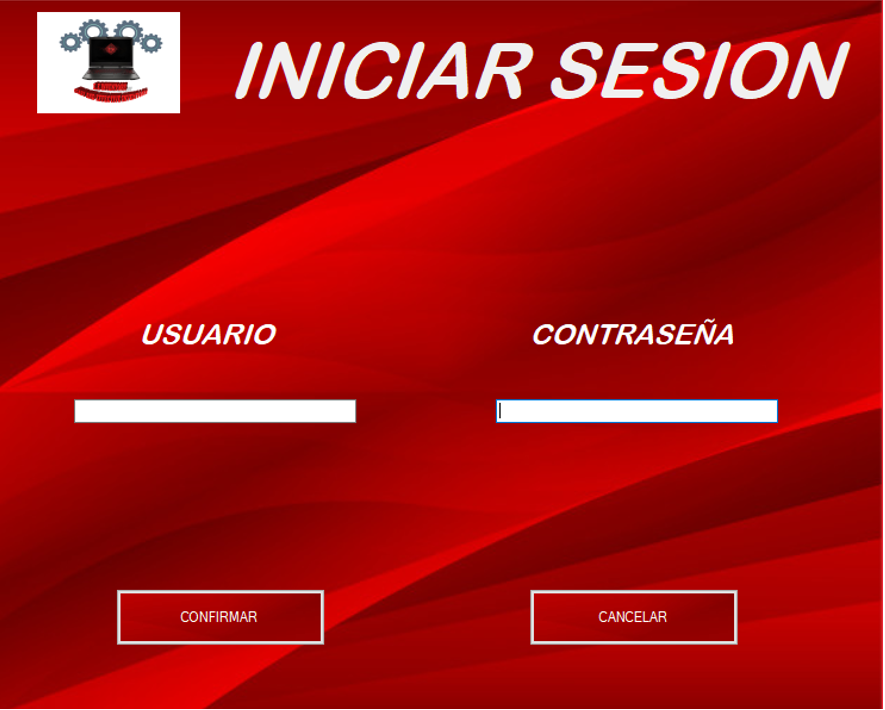 INICIAR SESION
USUARIO
CONTRASEÑA
CONFIRMAR
CANCELAR